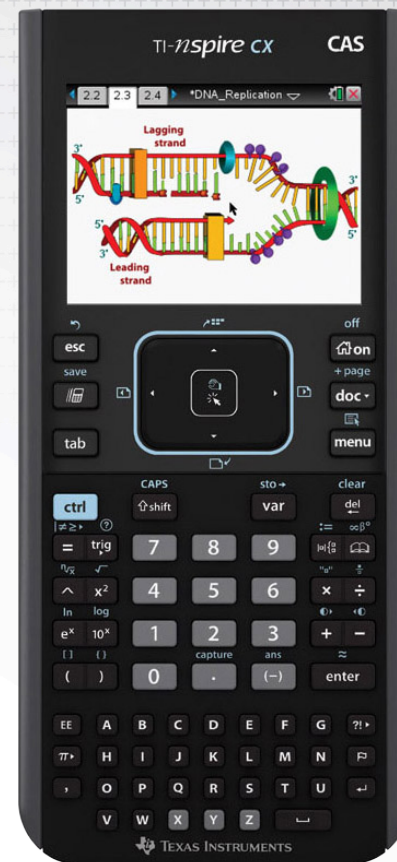 TI-nspire CX CAS
2.2 2.3 2.4 *DNA_Replication
Lagging
strand
3'
5'
5'
3'
5'
3'
Leading
strand
off
esc on
save + page
doc
tab menu
CAPS sto→ clear
ctrl ⇧shift var del
|≠≥▸ ? := ∞β°
= trig 7 8 9
ⁿ√x √ "□" ÷
^ x² 4 5 6 × ÷
ln log
eˣ 10ˣ 1 2 3 + −
[ ] { } capture ans ≈
( ) 0 . (−) enter
EE A B C D E F G ?!▸
π▸ H I J K L M N
, O P Q R S T U ↵
V W X Y Z
TEXAS INSTRUMENTS